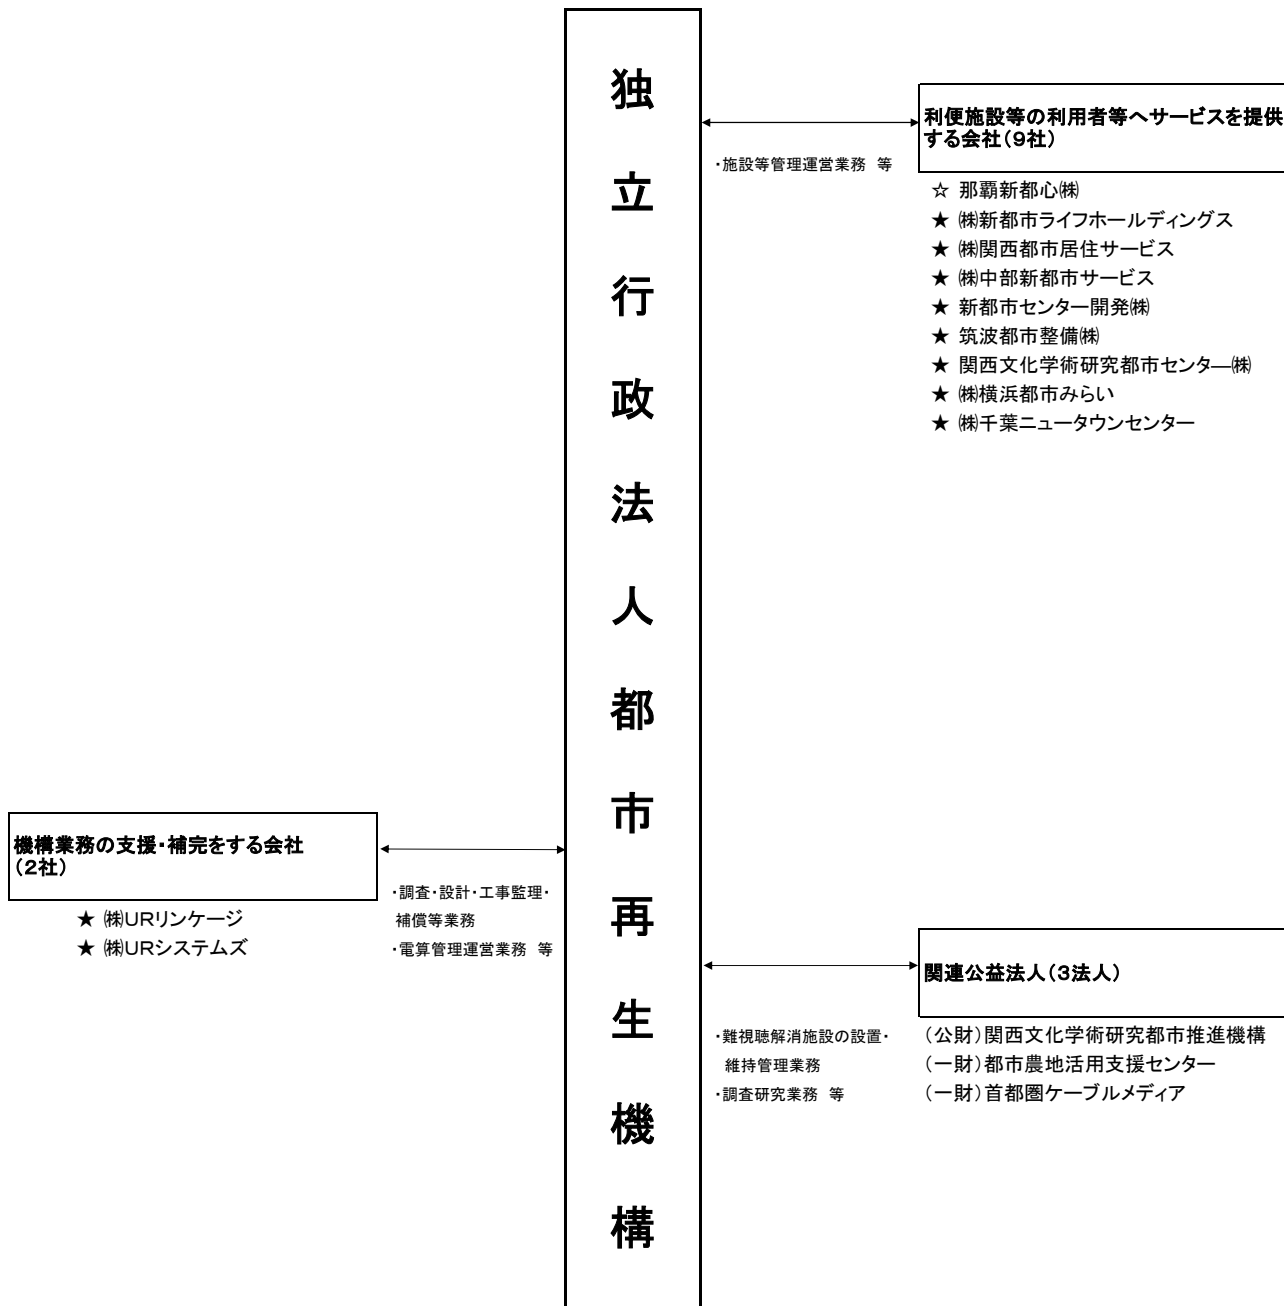 独立行政法人都市再生機構
利便施設等の利用者等へサービスを提供
する会社(9社)
・施設等管理運営業務 等
☆ 那覇新都心㈱
★ ㈱新都市ライフホールディングス
★ ㈱関西都市居住サービス
★ ㈱中部新都市サービス
★ 新都市センター開発㈱
★ 筑波都市整備㈱
★ 関西文化学術研究都市センタ―㈱
★ ㈱横浜都市みらい
★ ㈱千葉ニュータウンセンター
機構業務の支援・補完をする会社
(2社)
・調査・設計・工事監理・
補償等業務
・電算管理運営業務 等
★ ㈱URリンケージ
★ ㈱URシステムズ
関連公益法人(3法人)
・難視聴解消施設の設置・
維持管理業務
・調査研究業務 等
(公財)関西文化学術研究都市推進機構
(一財)都市農地活用支援センター
(一財)首都圏ケーブルメディア